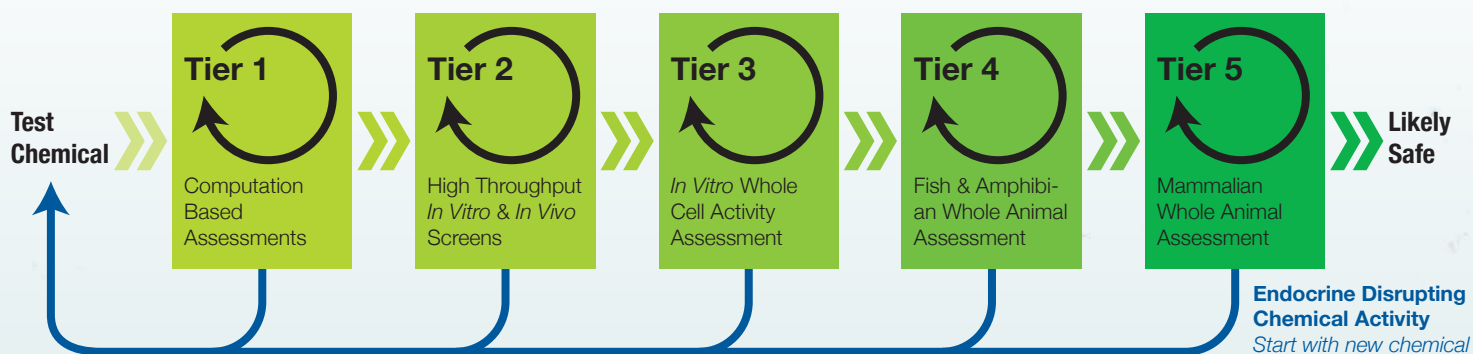 Test
Chemical
Tier 1
Computation
Based
Assessments
Tier 2
High Throughput
In Vitro & In Vivo
Screens
Tier 3
In Vitro Whole
Cell Activity
Assessment
Tier 4
Fish & Amphibi-
an Whole Animal
Assessment
Tier 5
Mammalian
Whole Animal
Assessment
Likely
Safe
Endocrine Disrupting
Chemical Activity
Start with new chemical